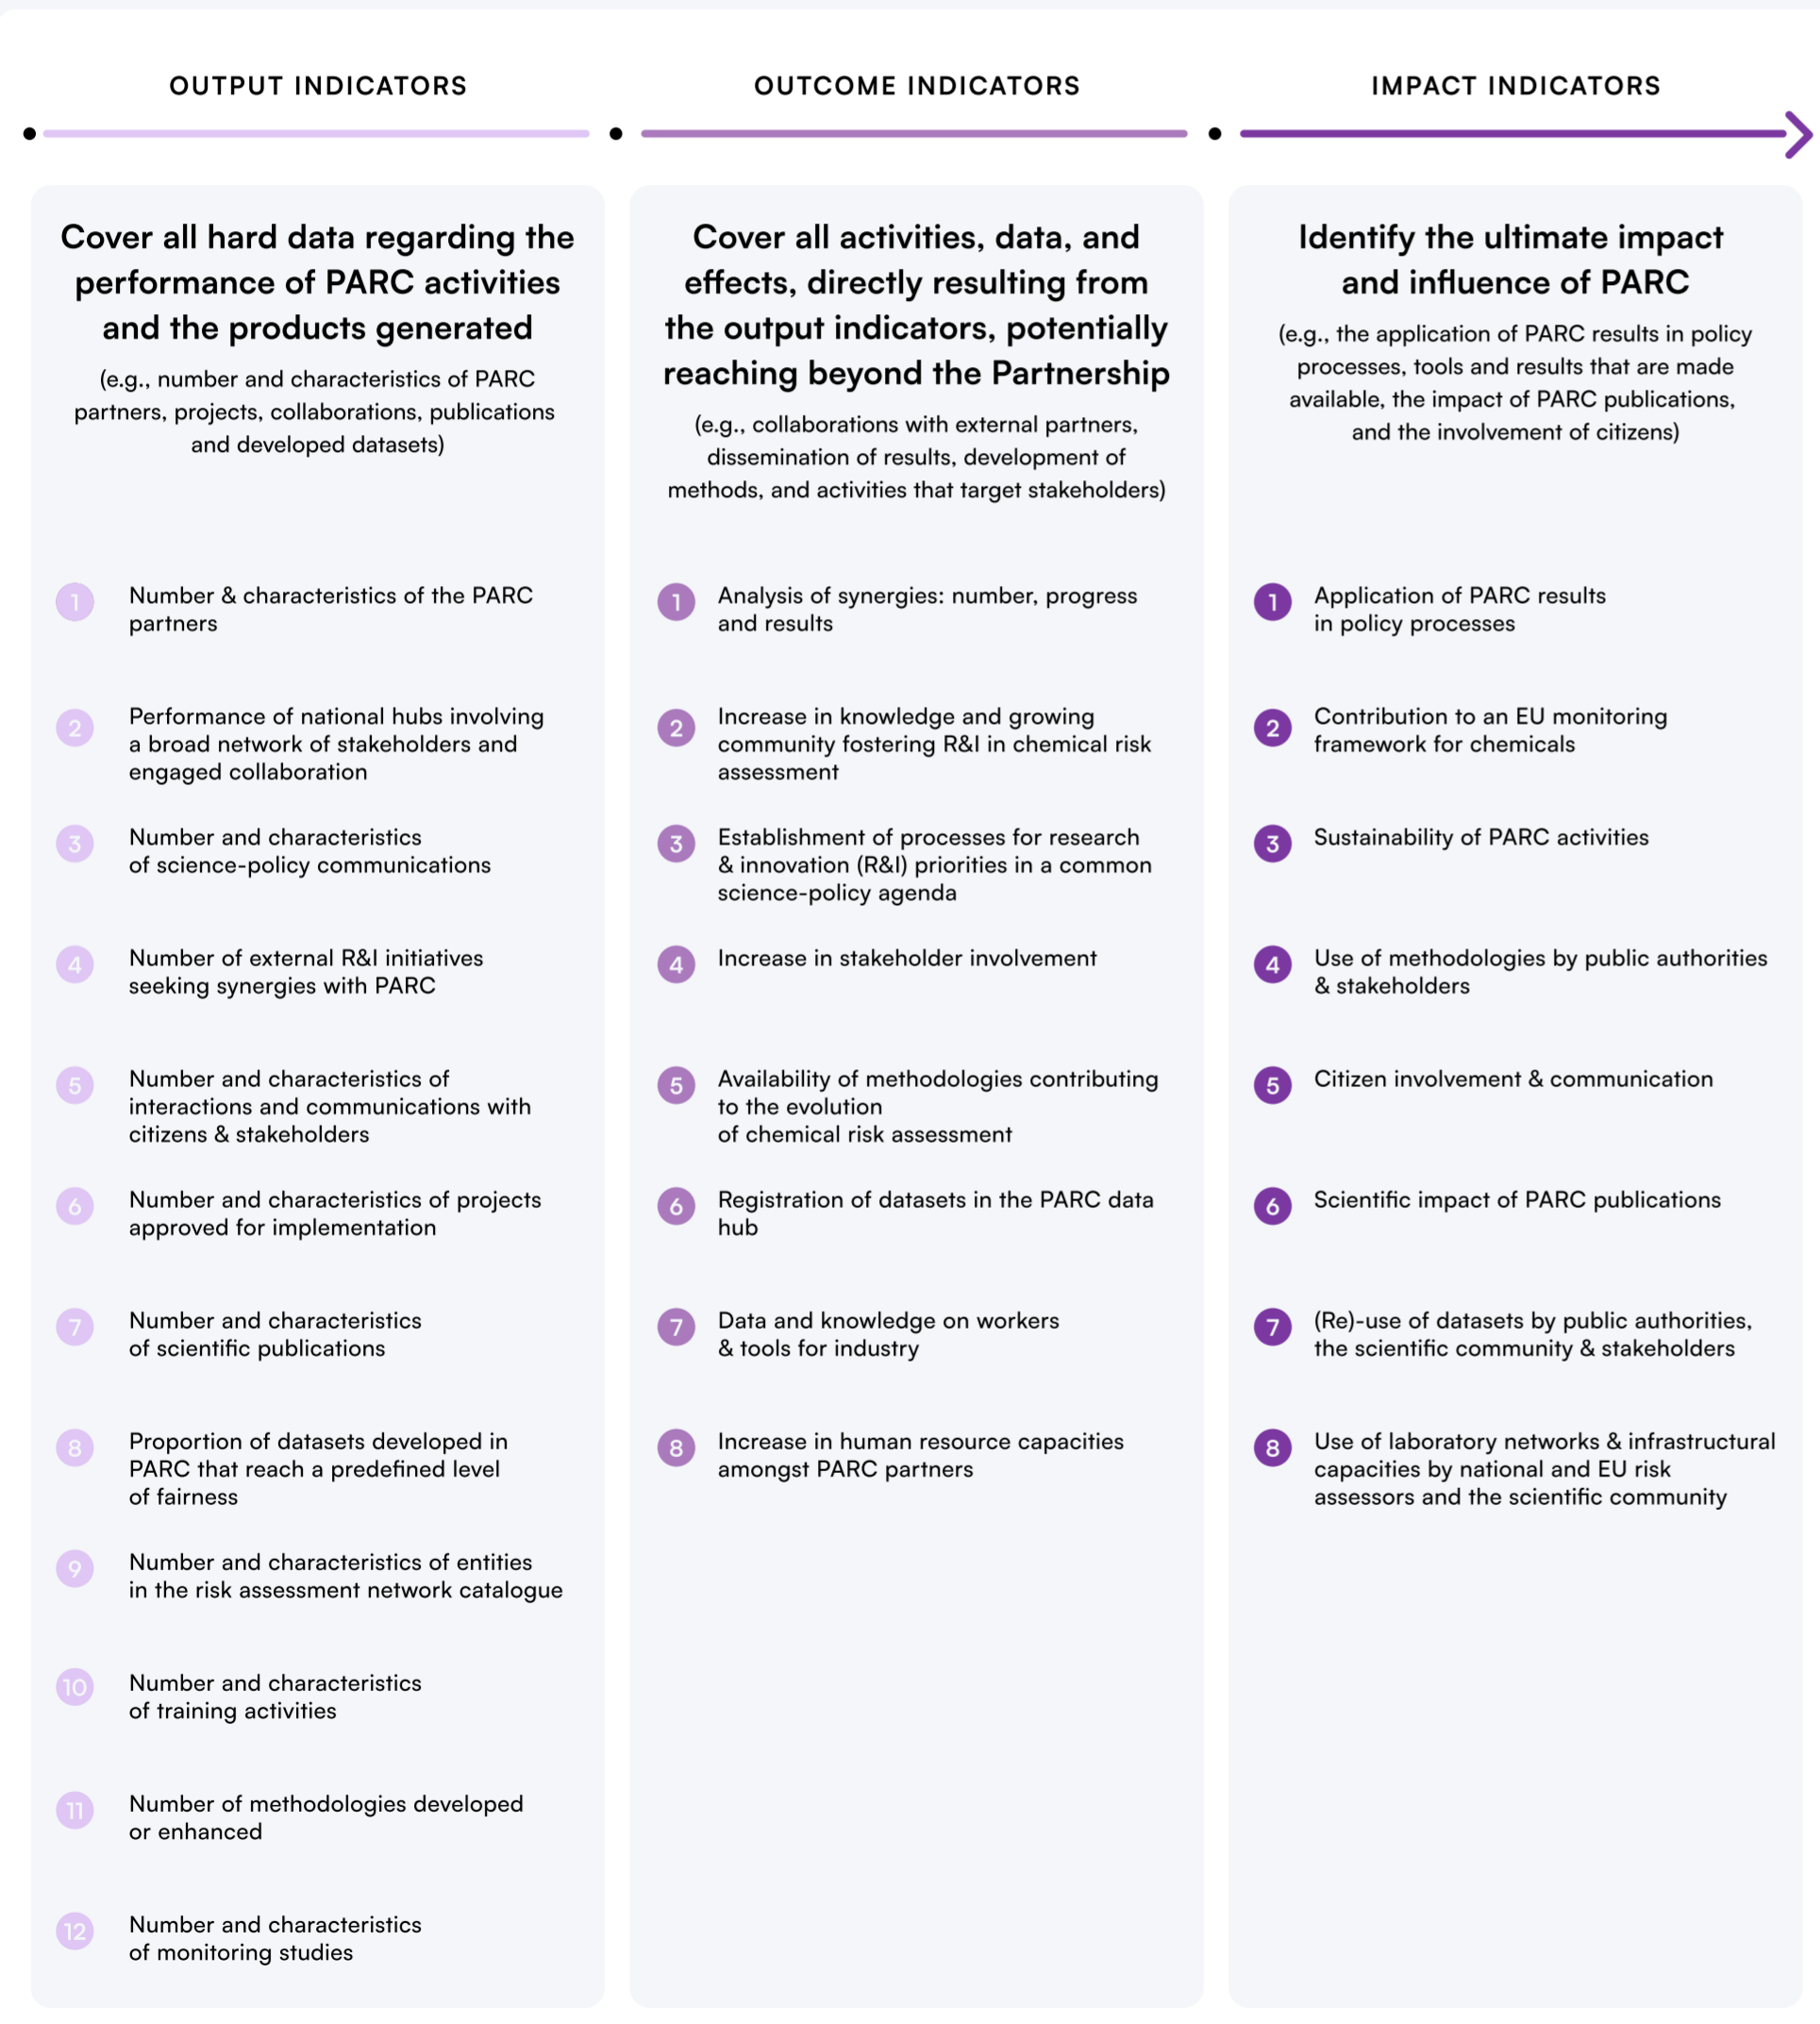 OUTPUT INDICATORS
OUTCOME INDICATORS
IMPACT INDICATORS
Cover all hard data regarding the
performance of PARC activities
and the products generated
(e.g., number and characteristics of PARC
partners, projects, collaborations, publications
and developed datasets)
1
Number & characteristics of the PARC
partners
2
Performance of national hubs involving
a broad network of stakeholders and
engaged collaboration
3
Number and characteristics
of science-policy communications
4
Number of external R&I initiatives
seeking synergies with PARC
5
Number and characteristics of
interactions and communications with
citizens & stakeholders
6
Number and characteristics of projects
approved for implementation
7
Number and characteristics
of scientific publications
8
Proportion of datasets developed in
PARC that reach a predefined level
of fairness
9
Number and characteristics of entities
in the risk assessment network catalogue
10
Number and characteristics
of training activities
11
Number of methodologies developed
or enhanced
12
Number and characteristics
of monitoring studies
Cover all activities, data, and
effects, directly resulting from
the output indicators, potentially
reaching beyond the Partnership
(e.g., collaborations with external partners,
dissemination of results, development of
methods, and activities that target stakeholders)
1
Analysis of synergies: number, progress
and results
2
Increase in knowledge and growing
community fostering R&I in chemical risk
assessment
3
Establishment of processes for research
& innovation (R&I) priorities in a common
science-policy agenda
4
Increase in stakeholder involvement
5
Availability of methodologies contributing
to the evolution
of chemical risk assessment
6
Registration of datasets in the PARC data
hub
7
Data and knowledge on workers
& tools for industry
8
Increase in human resource capacities
amongst PARC partners
Identify the ultimate impact
and influence of PARC
(e.g., the application of PARC results in policy
processes, tools and results that are made
available, the impact of PARC publications,
and the involvement of citizens)
1
Application of PARC results
in policy processes
2
Contribution to an EU monitoring
framework for chemicals
3
Sustainability of PARC activities
4
Use of methodologies by public authorities
& stakeholders
5
Citizen involvement & communication
6
Scientific impact of PARC publications
7
(Re)-use of datasets by public authorities,
the scientific community & stakeholders
8
Use of laboratory networks & infrastructural
capacities by national and EU risk
assessors and the scientific community